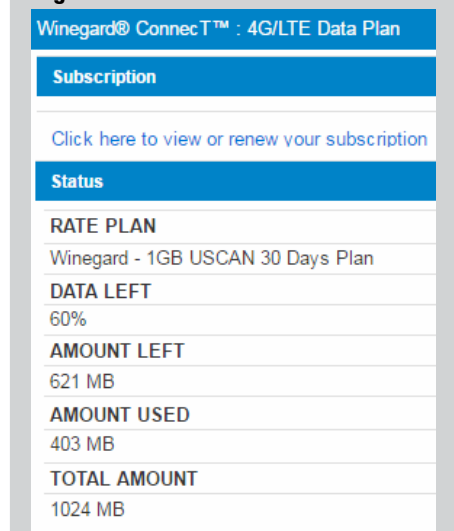 Winegard® ConnecT™ : 4G/LTE Data Plan
Subscription
Click here to view or renew your subscription
Status
RATE PLAN
Winegard - 1GB USCAN 30 Days Plan
DATA LEFT
60%
AMOUNT LEFT
621 MB
AMOUNT USED
403 MB
TOTAL AMOUNT
1024 MB